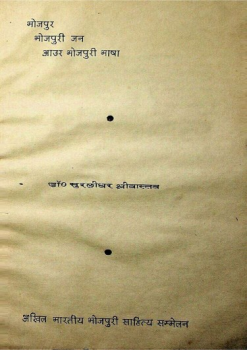 भोजपुर
भोजपुरी जन
आउर भोजपुरी भाषा
डॉ० मुरलीधर श्रीवास्तव
अखिल भारतीय भोजपुरी साहित्य सम्मेलन